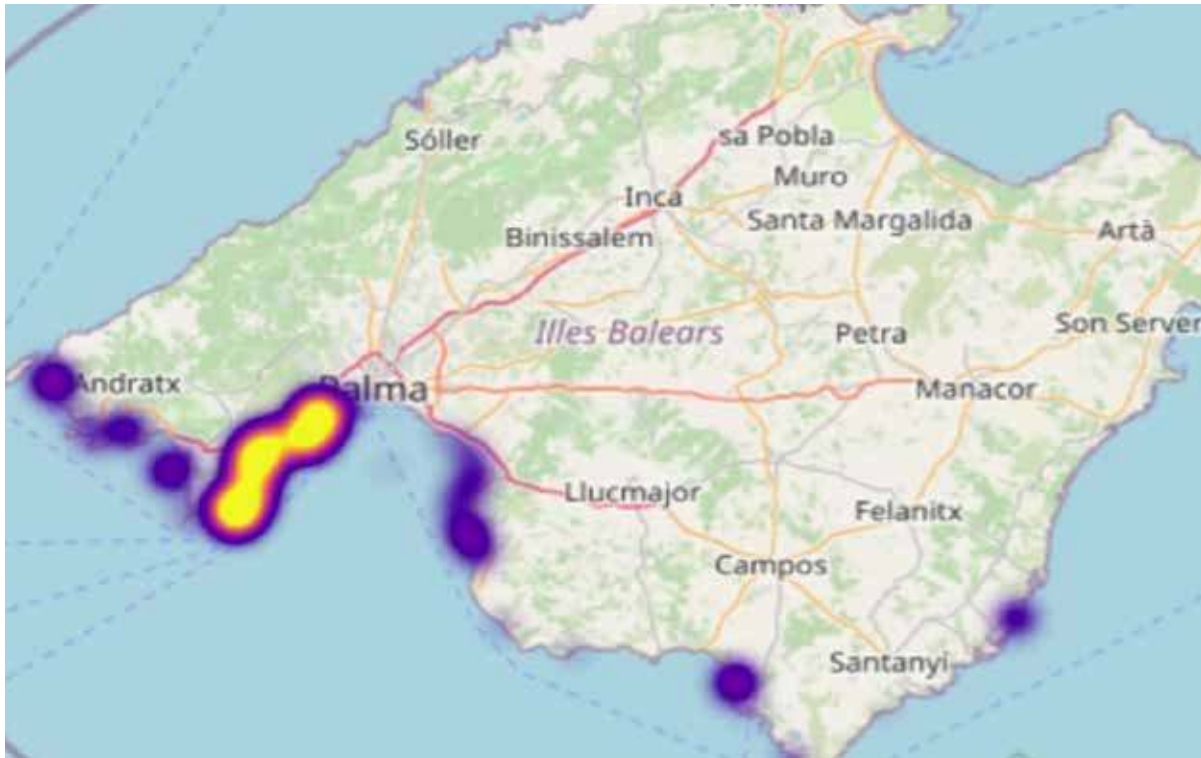 Sóller
sa Pobla
Muro
Inca
Santa Margalida
Binissalem
Artà
Illes Balears
Petra
Son Server
Andratx
Palma
Manacor
Llucmajor
Felanitx
Campos
Santanyí